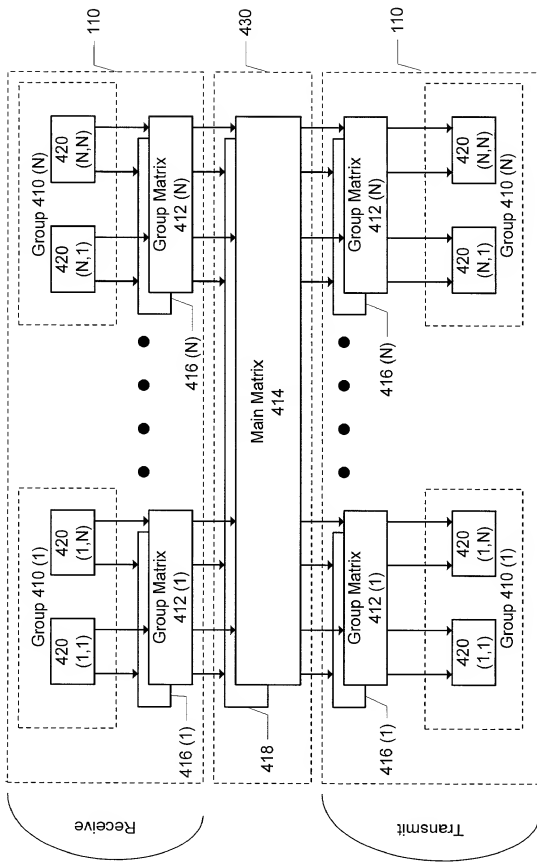 110
430
110
Group 410 (1)
420
(1,1)
420
(1,N)
Group 410 (N)
420
(N,1)
420
(N,N)
Group Matrix
412 (1)
416 (1)
Group Matrix
412 (N)
416 (N)
Main Matrix
414
418
Group Matrix
412 (1)
416 (1)
Group Matrix
412 (N)
416 (N)
420
(1,1)
420
(1,N)
Group 410 (1)
420
(N,1)
420
(N,N)
Group 410 (N)
Receive
Transmit